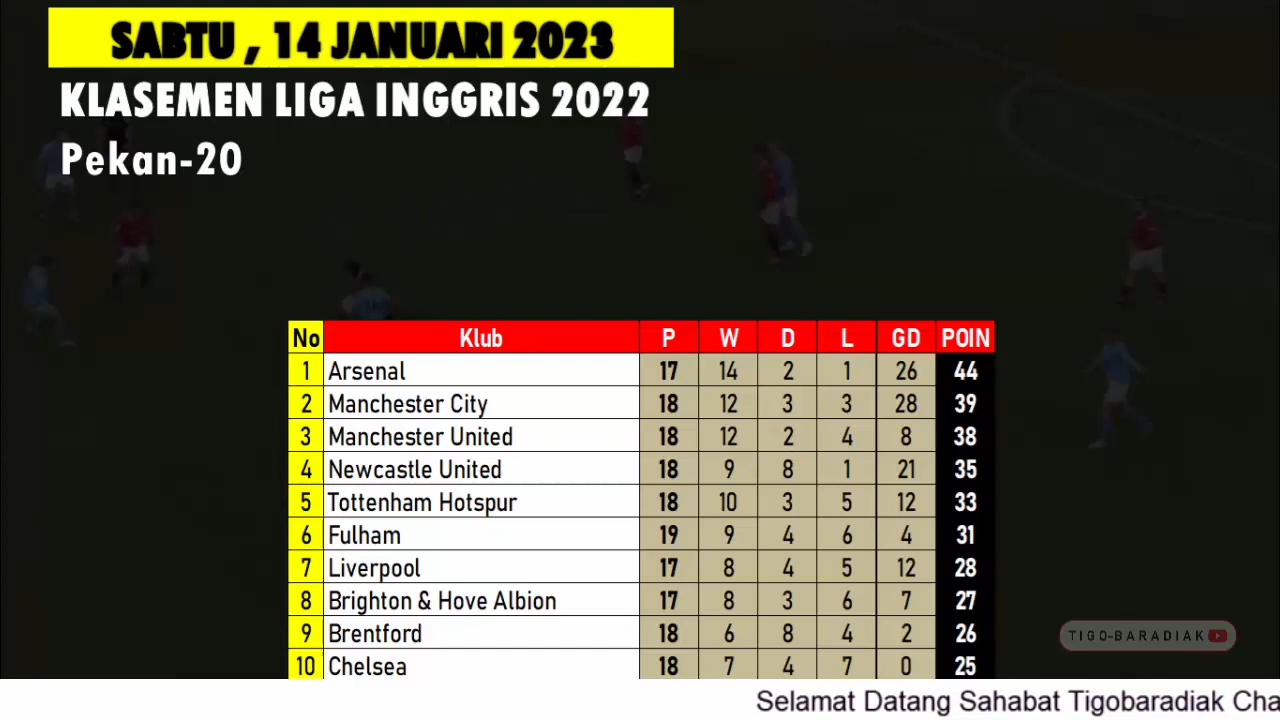 SABTU , 14 JANUARI 2023
KLASEMEN LIGA INGGRIS 2022
Pekan-20
No Klub P W D L GD POIN
1 Arsenal 17 14 2 1 26 44
2 Manchester City 18 12 3 3 28 39
3 Manchester United 18 12 2 4 8 38
4 Newcastle United 18 9 8 1 21 35
5 Tottenham Hotspur 18 10 3 5 12 33
6 Fulham 19 9 4 6 4 31
7 Liverpool 17 8 4 5 12 28
8 Brighton & Hove Albion 17 8 3 6 7 27
9 Brentford 18 6 8 4 2 26
10 Chelsea 18 7 4 7 0 25
TIGO-BARADIAK
Selamat Datang Sahabat Tigobaradiak Cha